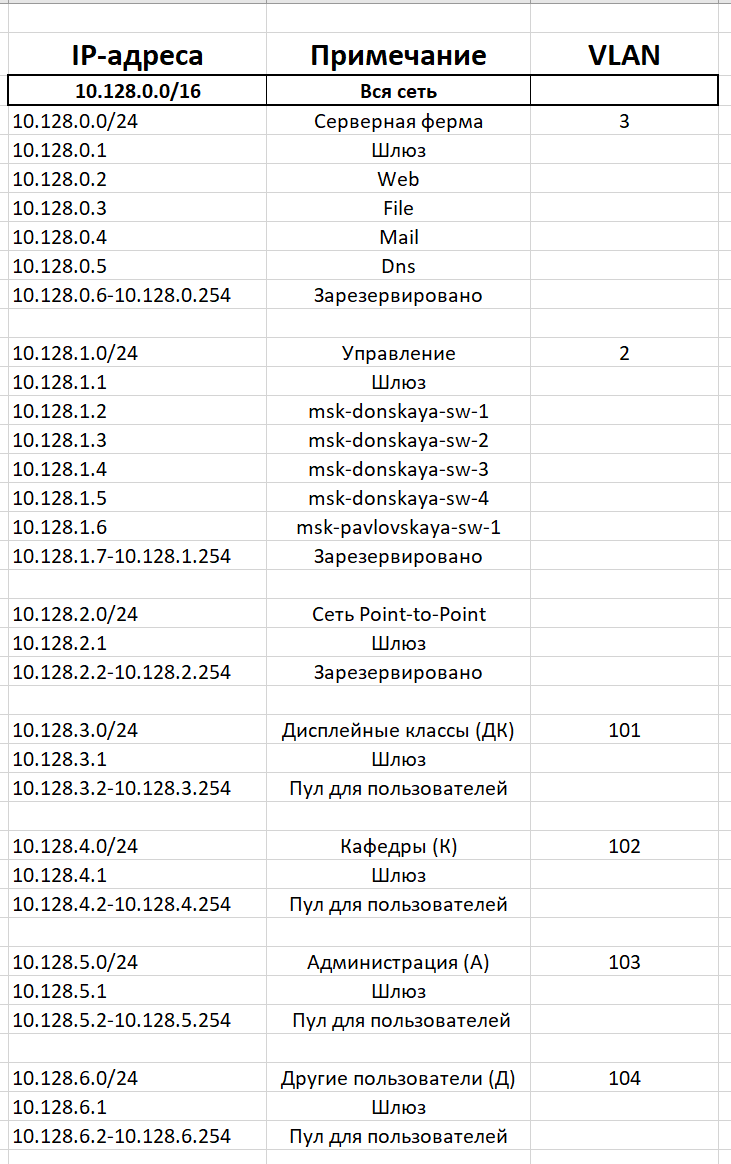 IP-адреса Примечание VLAN
10.128.0.0/16 Вся сеть
10.128.0.0/24 Серверная ферма 3
10.128.0.1 Шлюз
10.128.0.2 Web
10.128.0.3 File
10.128.0.4 Mail
10.128.0.5 Dns
10.128.0.6-10.128.0.254 Зарезервировано
10.128.1.0/24 Управление 2
10.128.1.1 Шлюз
10.128.1.2 msk-donskaya-sw-1
10.128.1.3 msk-donskaya-sw-2
10.128.1.4 msk-donskaya-sw-3
10.128.1.5 msk-donskaya-sw-4
10.128.1.6 msk-pavlovskaya-sw-1
10.128.1.7-10.128.1.254 Зарезервировано
10.128.2.0/24 Сеть Point-to-Point
10.128.2.1 Шлюз
10.128.2.2-10.128.2.254 Зарезервировано
10.128.3.0/24 Дисплейные классы (ДК) 101
10.128.3.1 Шлюз
10.128.3.2-10.128.3.254 Пул для пользователей
10.128.4.0/24 Кафедры (К) 102
10.128.4.1 Шлюз
10.128.4.2-10.128.4.254 Пул для пользователей
10.128.5.0/24 Администрация (А) 103
10.128.5.1 Шлюз
10.128.5.2-10.128.5.254 Пул для пользователей
10.128.6.0/24 Другие пользователи (Д) 104
10.128.6.1 Шлюз
10.128.6.2-10.128.6.254 Пул для пользователей